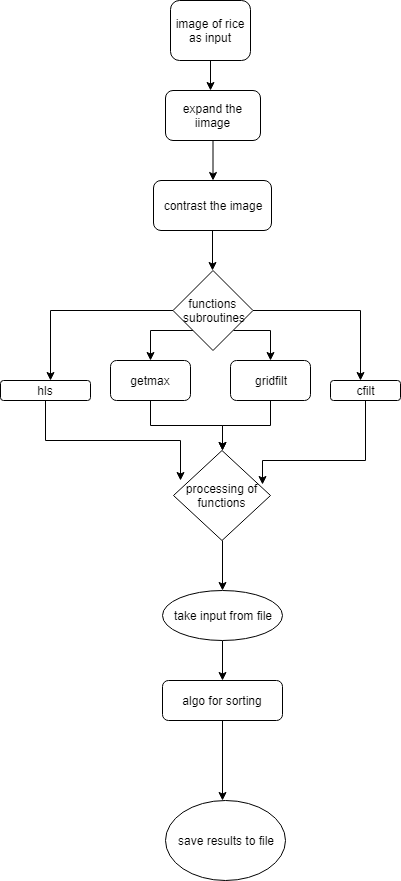 image of rice
as input
expand the
iimage
contrast the image
functions
subroutines
getmax
gridfilt
hls
cfilt
processing of
functions
take input from file
algo for sorting
save results to file